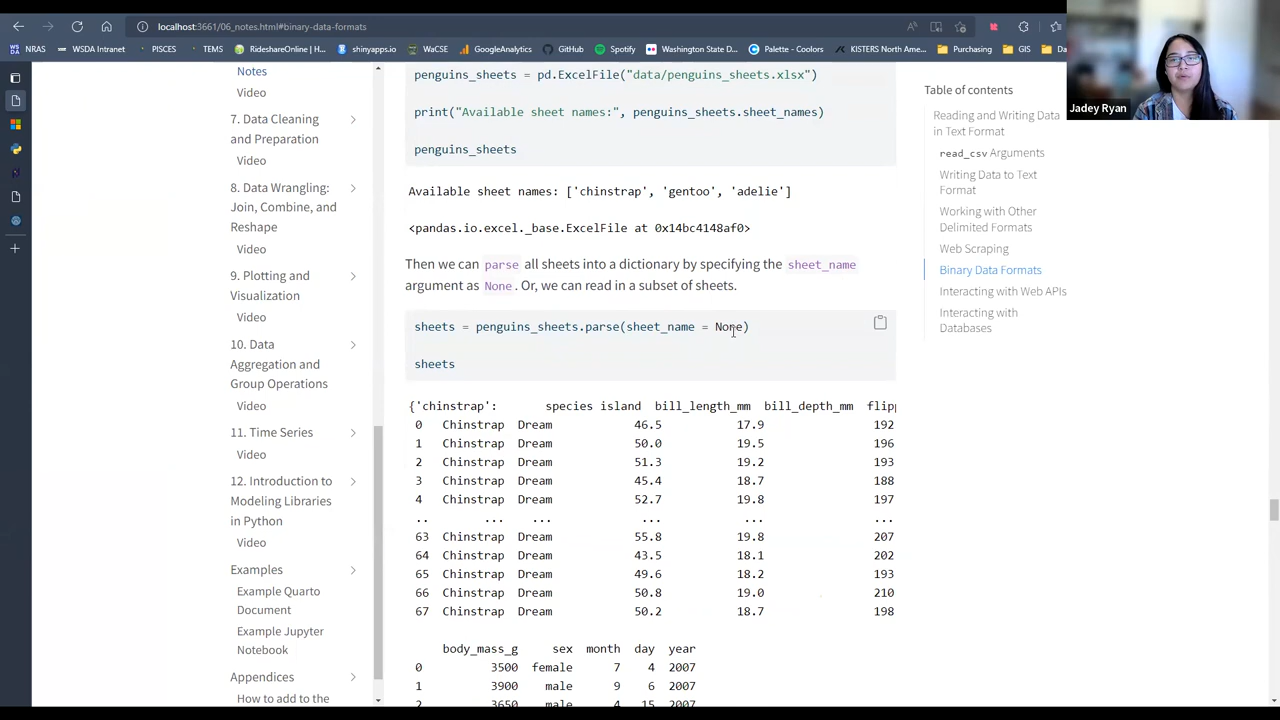 localhost:3661/06_notes.html#binary-data-formats
NRAS
WSDA Intranet
PISCES
TEMS
RideshareOnline | H...
shinyapps.io
WaCSE
GoogleAnalytics
GitHub
Spotify
Washington State D...
Palette - Coolors
KISTERS North Ame...
Purchasing
GIS
Da
Jadey Ryan
Notes
Video
7. Data Cleaning
and Preparation
Video
8. Data Wrangling:
Join, Combine, and
Reshape
Video
9. Plotting and
Visualization
Video
10. Data
Aggregation and
Group Operations
Video
11. Time Series
Video
12. Introduction to
Modeling Libraries
in Python
Video
Examples
Example Quarto
Document
Example Jupyter
Notebook
Appendices
How to add to the
penguins_sheets = pd.ExcelFile("data/penguins_sheets.xlsx")
print("Available sheet names:", penguins_sheets.sheet_names)
penguins_sheets
Available sheet names: ['chinstrap', 'gentoo', 'adelie']
<pandas.io.excel._base.ExcelFile at 0x14bc4148af0>
Then we can parse all sheets into a dictionary by specifying the sheet_name
argument as None. Or, we can read in a subset of sheets.
sheets = penguins_sheets.parse(sheet_name = None)
sheets
{'chinstrap': species island bill_length_mm bill_depth_mm flipp
0 Chinstrap Dream 46.5 17.9 192
1 Chinstrap Dream 50.0 19.5 196
2 Chinstrap Dream 51.3 19.2 193
3 Chinstrap Dream 45.4 18.7 188
4 Chinstrap Dream 52.7 19.8 197
.. ... ... ... ... ...
63 Chinstrap Dream 55.8 19.8 207
64 Chinstrap Dream 43.5 18.1 202
65 Chinstrap Dream 49.6 18.2 193
66 Chinstrap Dream 50.8 19.0 210
67 Chinstrap Dream 50.2 18.7 198
body_mass_g sex month day year
0 3500 female 7 4 2007
1 3900 male 9 6 2007
2 3650 male 4 15 2007
Table of contents
Reading and Writing Data
in Text Format
read_csv Arguments
Writing Data to Text
Format
Working with Other
Delimited Formats
Web Scraping
Binary Data Formats
Interacting with Web APIs
Interacting with
Databases